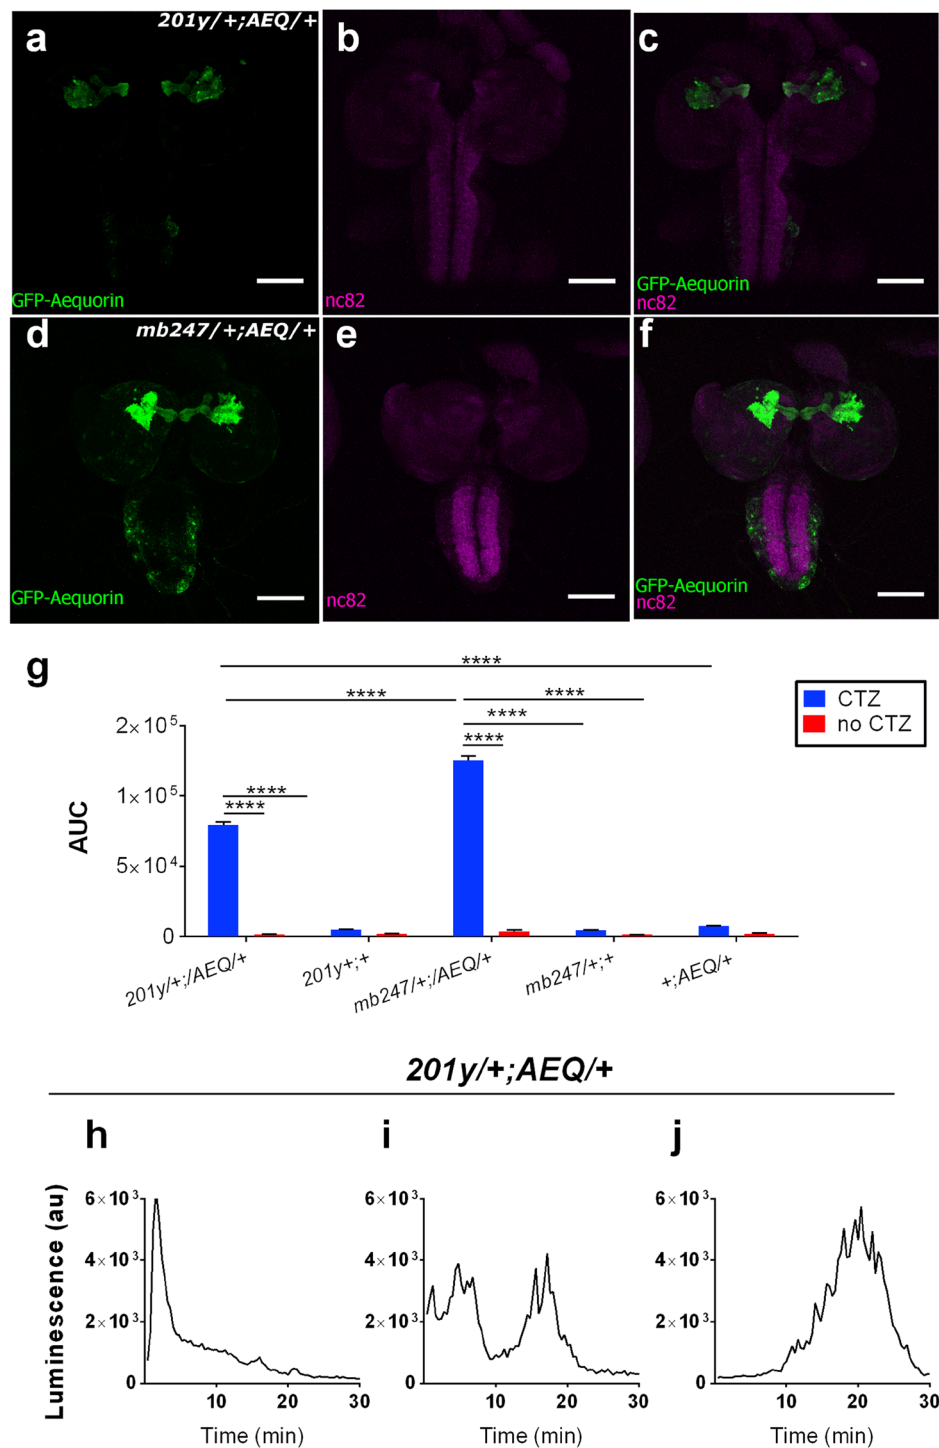 a
201y/+;AEQ/+
b
c
GFP-Aequorin
nc82
GFP-Aequorin
nc82
d
mb247/+;AEQ/+
e
f
GFP-Aequorin
nc82
GFP-Aequorin
nc82
g
****
****
****
****
****
****
****
CTZ
no CTZ
AUC
2×10⁵
1×10⁵
5×10⁴
0
201y/+;/AEQ/+
201y+;+
mb247/+;/AEQ/+
mb247/+;+
+;AEQ/+
201y/+;AEQ/+
h
i
j
Luminescence (au)
6×10³
4×10³
2×10³
0
10
20
30
Time (min)
6×10³
4×10³
2×10³
0
10
20
30
Time (min)
6×10³
4×10³
2×10³
0
10
20
30
Time (min)